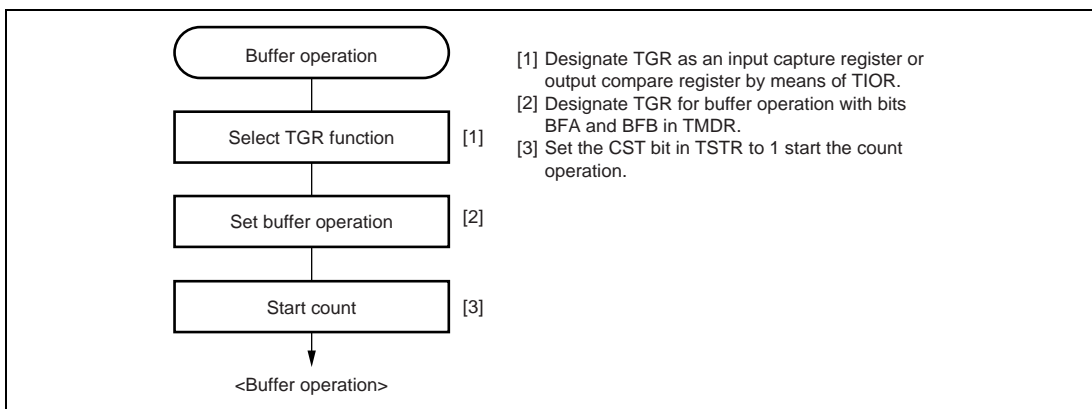 Buffer operation
Select TGR function
[1]
Set buffer operation
[2]
Start count
[3]
<Buffer operation>
[1] Designate TGR as an input capture register or
output compare register by means of TIOR.
[2] Designate TGR for buffer operation with bits
BFA and BFB in TMDR.
[3] Set the CST bit in TSTR to 1 start the count
operation.